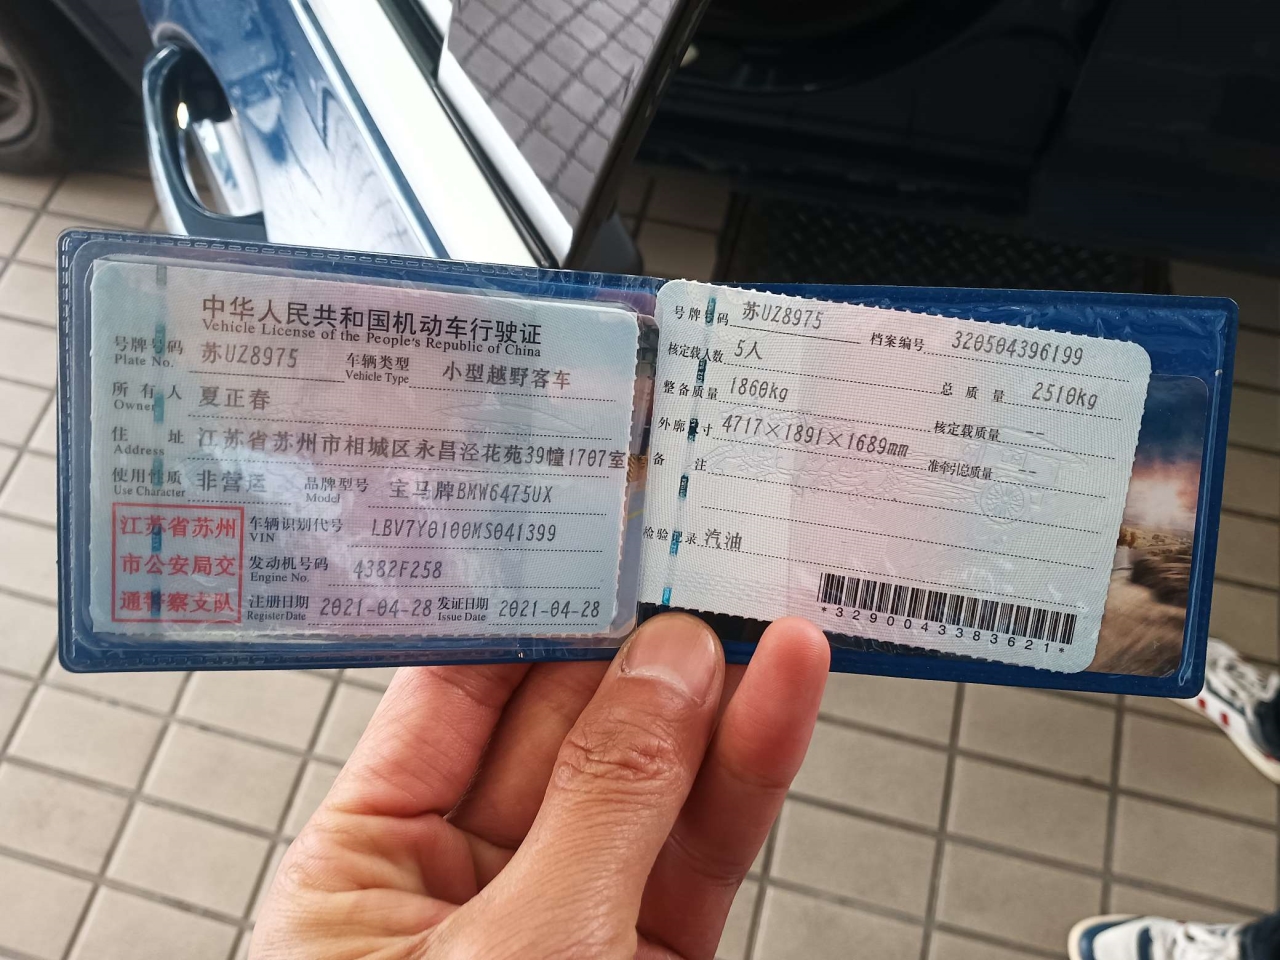 中华人民共和国机动车行驶证
Vehicle License of the People's Republic of China
号牌号码 苏UZ8975 车辆类型 小型越野客车
Plate No. Vehicle Type
所有人 夏正春
Owner
住址 江苏省苏州市相城区永昌泾花苑39幢1707室
Address
使用性质 非营运 品牌型号 宝马牌BMW6475UX
Use Character Model
江苏省苏州
市公安局交
通警察支队
车辆识别代号 LBV7Y0100MS041399
VIN
发动机号码 4382F258
Engine No.
注册日期 2021-04-28 发证日期 2021-04-28
Register Date Issue Date
号牌号码 苏UZ8975 档案编号 320504396199
核定载人数 5人 总质量 2510kg
整备质量 1860kg 核定载质量 --
外廓尺寸 4717×1891×1689mm 准牵引总质量 --
备注
检验记录 汽油
*3290043383621*